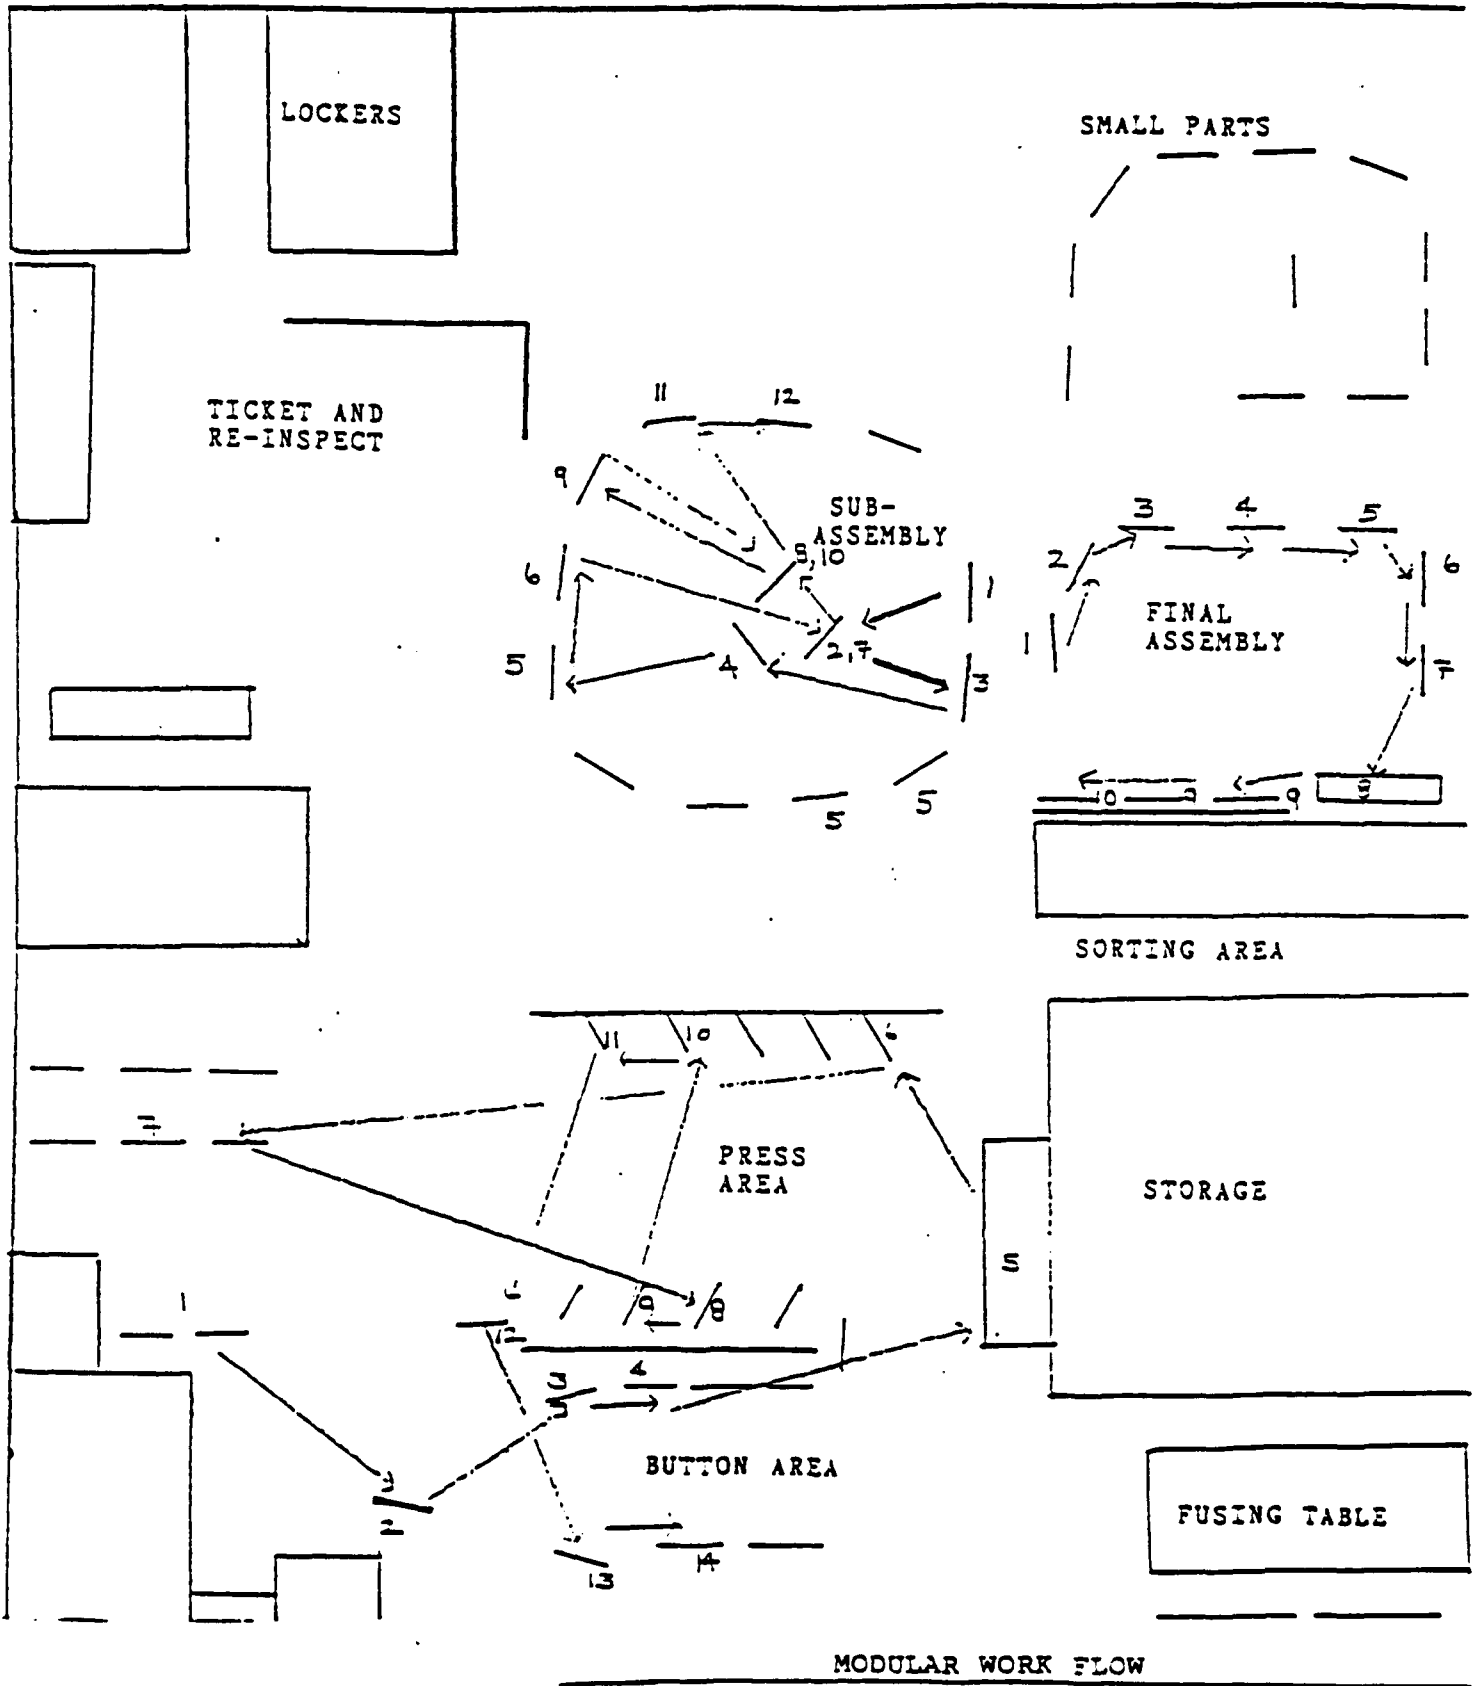 LOCKERS
SMALL PARTS
TICKET AND
RE-INSPECT
11
12
9
SUB-
ASSEMBLY
8,10
6
1
2,7
5
4
3
5
5
3
4
5
2
6
1
FINAL
ASSEMBLY
7
9
8
SORTING AREA
11
10
6
7
PRESS
AREA
STORAGE
5
1
9
8
12
3
4
BUTTON AREA
2
FUSING TABLE
13
14
MODULAR WORK FLOW